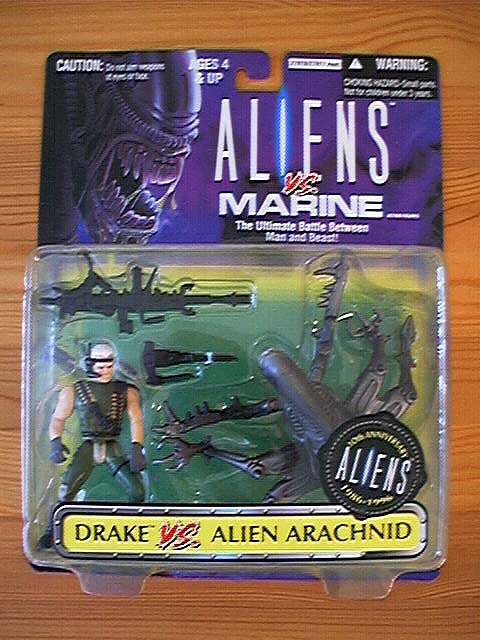 CAUTION: Do not aim weapons
at eyes or face.
AGES 4
& UP
WARNING:
CHOKING HAZARD-Small parts.
Not for children under 3 years.
ALIENS™
VS.
MARINE
The Ultimate Battle Between
Man and Beast!
10TH ANNIVERSARY
ALIENS
1986-1996
DRAKE™ VS. ALIEN ARACHNID